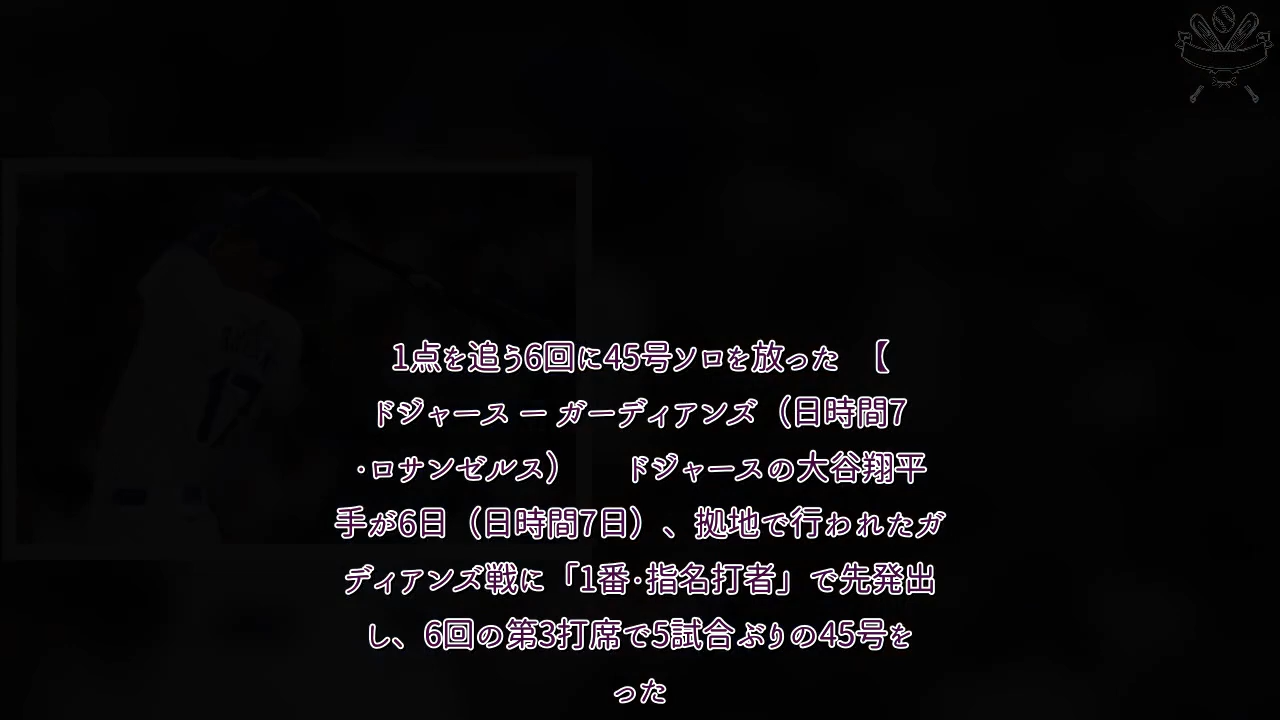 1点を追う6回に45号ソロを放った 【
ドジャース ー ガーディアンズ（日時間7
･ロサンゼルス） ドジャースの大谷翔平
手が6日（日時間7日）、拠地で行われたガ
ディアンズ戦に「1番･指名打者」で先発出
し、6回の第3打席で5試合ぶりの45号を
った
17